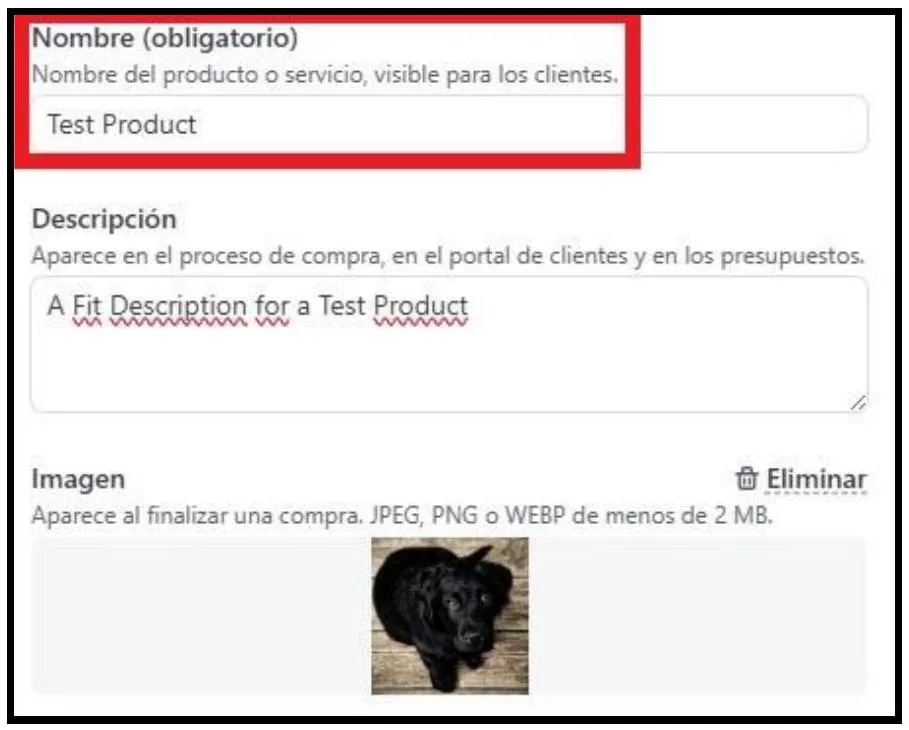 Nombre (obligatorio)
Nombre del producto o servicio, visible para los clientes.
Test Product
Descripción
Aparece en el proceso de compra, en el portal de clientes y en los presupuestos.
A Fit Description for a Test Product
Imagen
Eliminar
Aparece al finalizar una compra. JPEG, PNG o WEBP de menos de 2 MB.